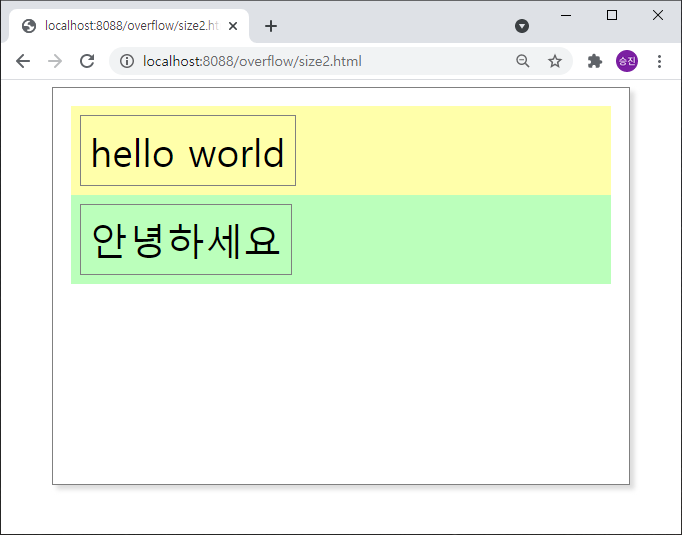 localhost:8088/overflow/size2.ht
localhost:8088/overflow/size2.html
승진
hello world
안녕하세요